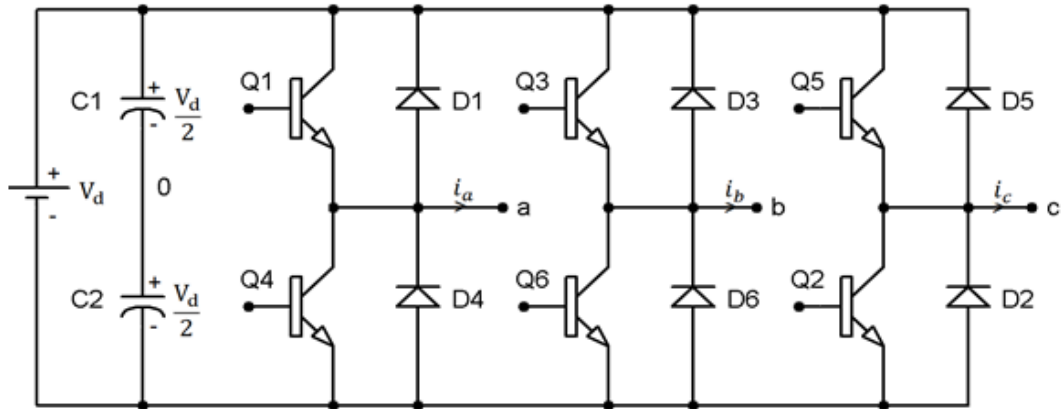 Q1
Q3
Q5
C1
+
V_d/2
-
D1
D3
D5
+
V_d
-
0
i_a
a
i_b
b
i_c
c
C2
+
V_d/2
-
Q4
Q6
Q2
D4
D6
D2